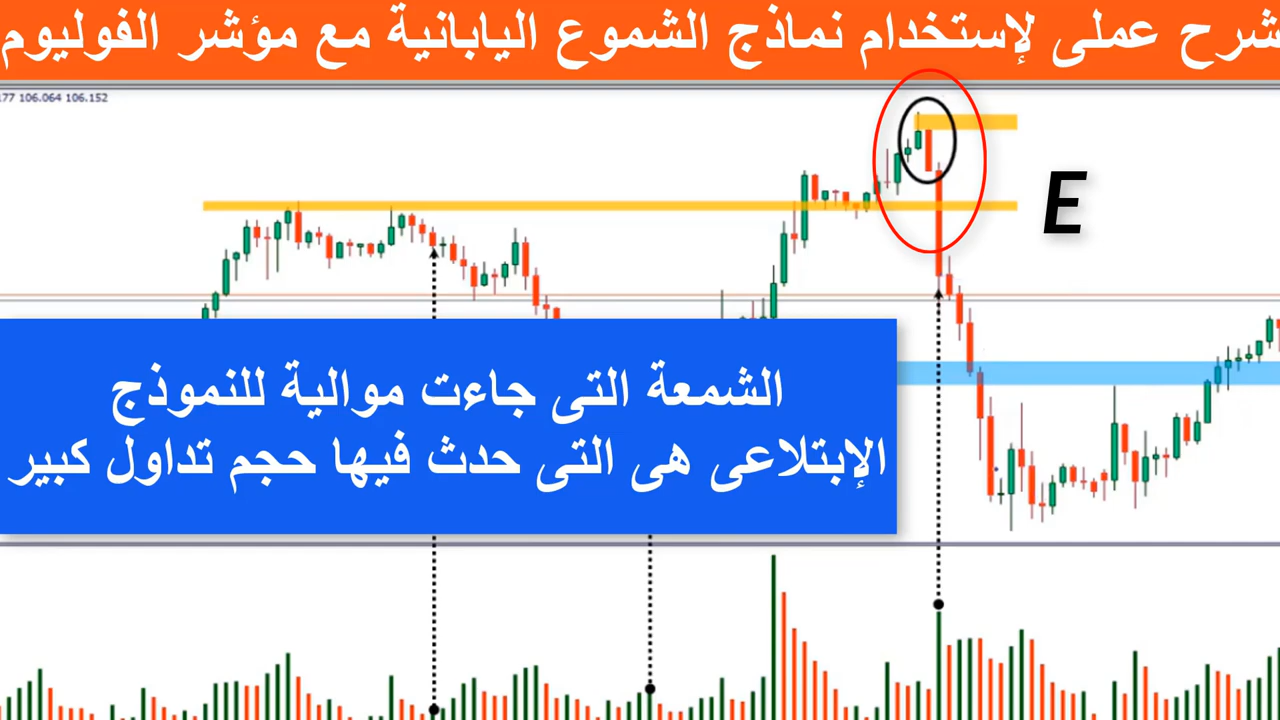 شرح عملى لإستخدام نماذج الشموع اليابانية مع مؤشر الفوليوم
177 106.064 106.152
E
الشمعة التى جاءت موالية للنموذج
الإبتلاعى هى التى حدث فيها حجم تداول كبير